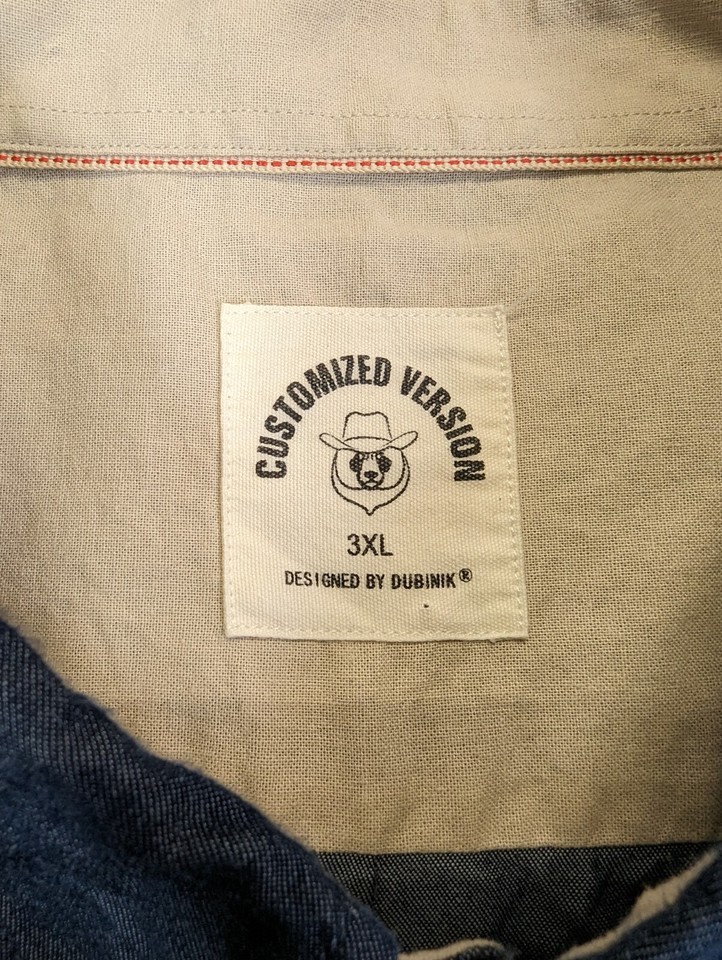 CUSTOMIZED VERSION
3XL
DESIGNED BY DUBINIK®